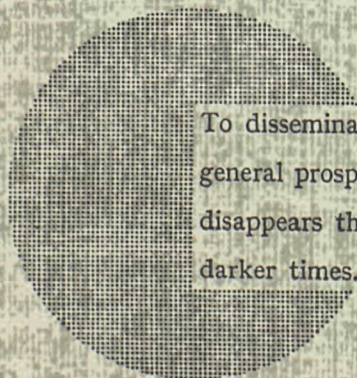 To dissemina
general prosp
disappears th
darker times.